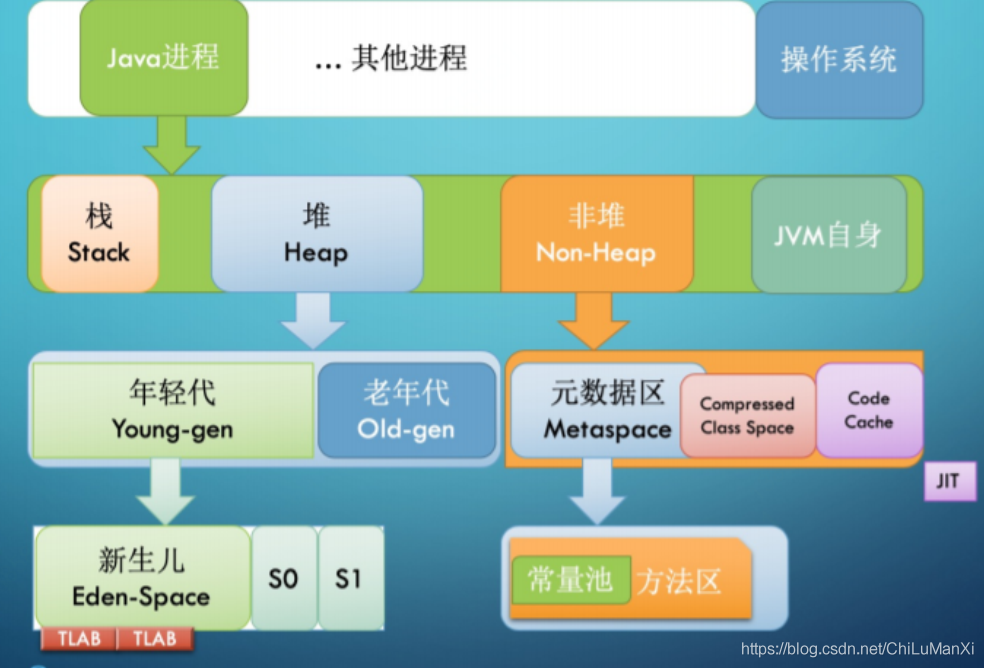 Java进程
... 其他进程
操作系统
栈
Stack
堆
Heap
非堆
Non-Heap
JVM自身
年轻代
Young-gen
老年代
Old-gen
元数据区
Metaspace
Compressed
Class Space
Code
Cache
JIT
新生儿
Eden-Space
S0
S1
常量池
方法区
TLAB
TLAB
https://blog.csdn.net/ChiLuManXi